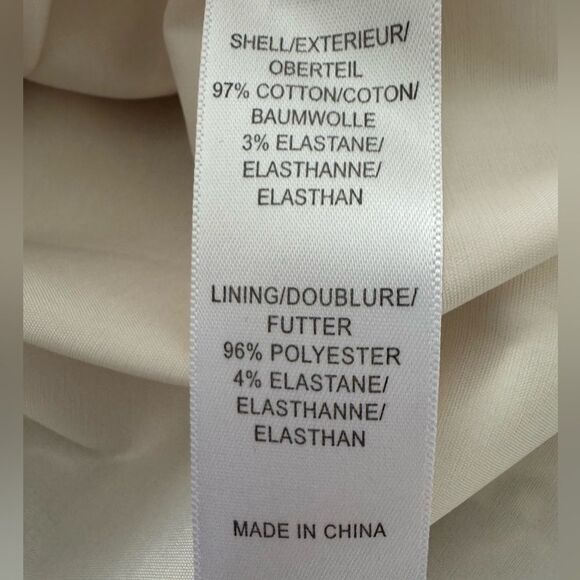 SHELL/EXTERIEUR/
OBERTEIL
97% COTTON/COTON/
BAUMWOLLE
3% ELASTANE/
ELASTHANNE/
ELASTHAN
LINING/DOUBLURE/
FUTTER
96% POLYESTER
4% ELASTANE/
ELASTHANNE/
ELASTHAN
MADE IN CHINA